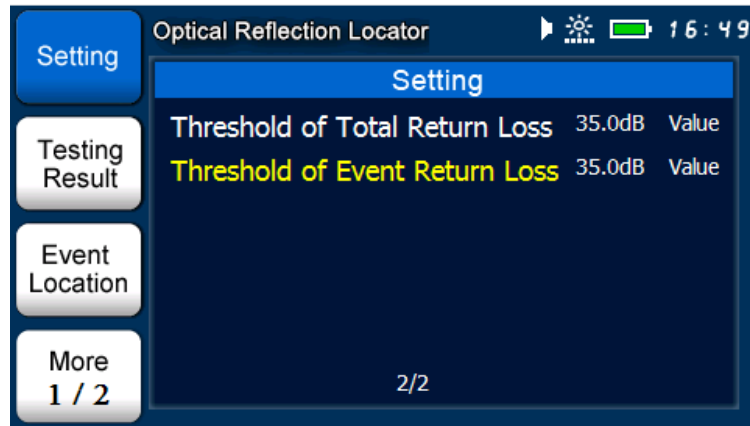 Optical Reflection Locator 16:49
Setting
Testing
Result
Event
Location
More
1 / 2
Setting
Threshold of Total Return Loss 35.0dB Value
Threshold of Event Return Loss 35.0dB Value
2/2